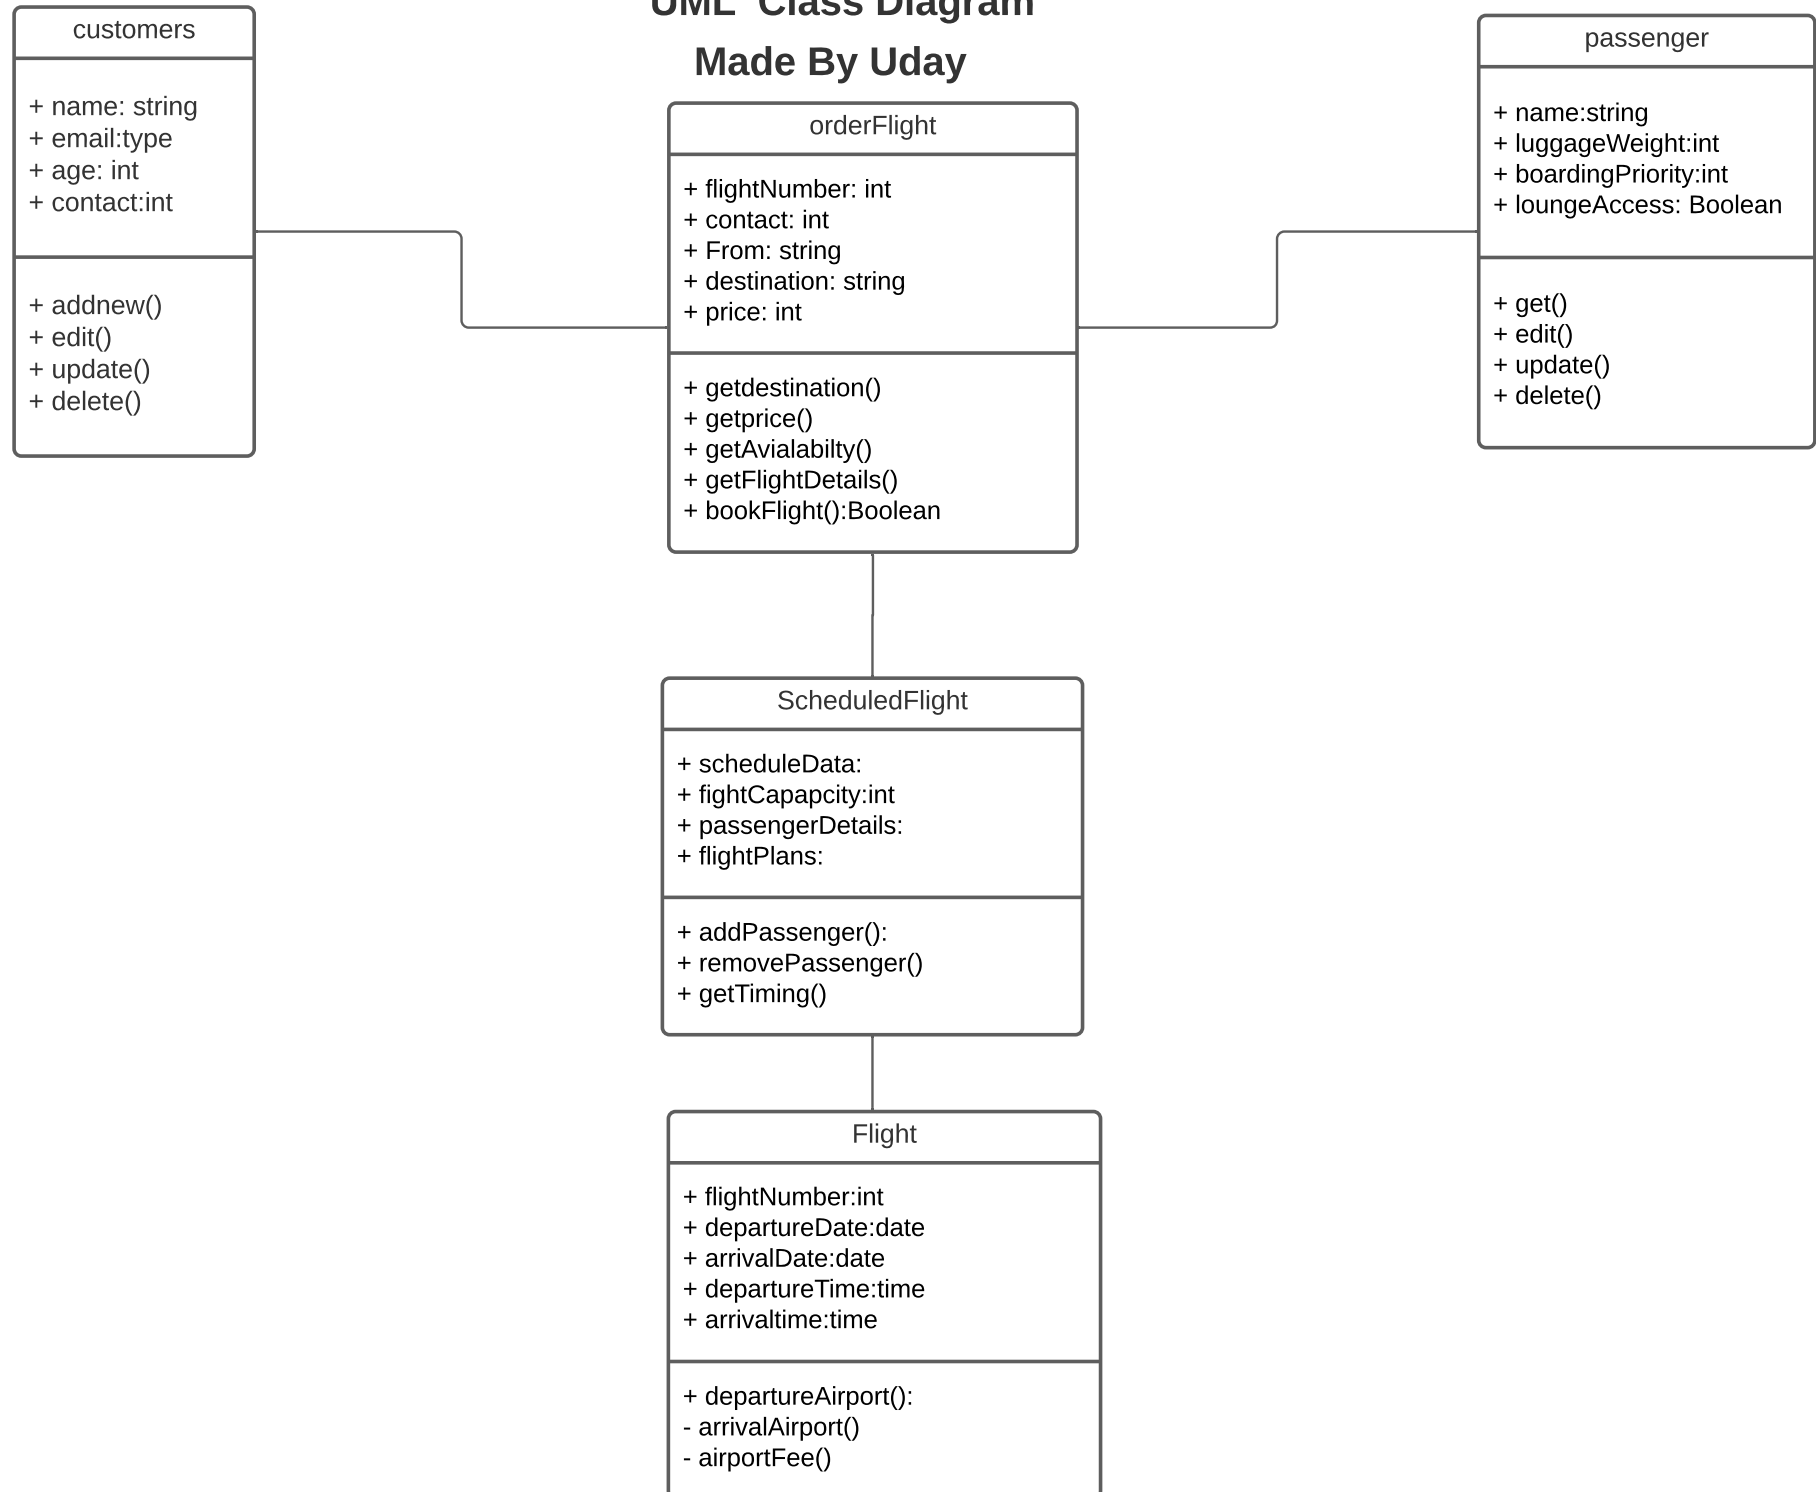 UML Class Diagram
Made By Uday
customers
+ name: string
+ email:type
+ age: int
+ contact:int
+ addnew()
+ edit()
+ update()
+ delete()
orderFlight
+ flightNumber: int
+ contact: int
+ From: string
+ destination: string
+ price: int
+ getdestination()
+ getprice()
+ getAvialabilty()
+ getFlightDetails()
+ bookFlight():Boolean
passenger
+ name:string
+ luggageWeight:int
+ boardingPriority:int
+ loungeAccess: Boolean
+ get()
+ edit()
+ update()
+ delete()
ScheduledFlight
+ scheduleData:
+ fightCapapcity:int
+ passengerDetails:
+ flightPlans:
+ addPassenger():
+ removePassenger()
+ getTiming()
Flight
+ flightNumber:int
+ departureDate:date
+ arrivalDate:date
+ departureTime:time
+ arrivaltime:time
+ departureAirport():
- arrivalAirport()
- airportFee()